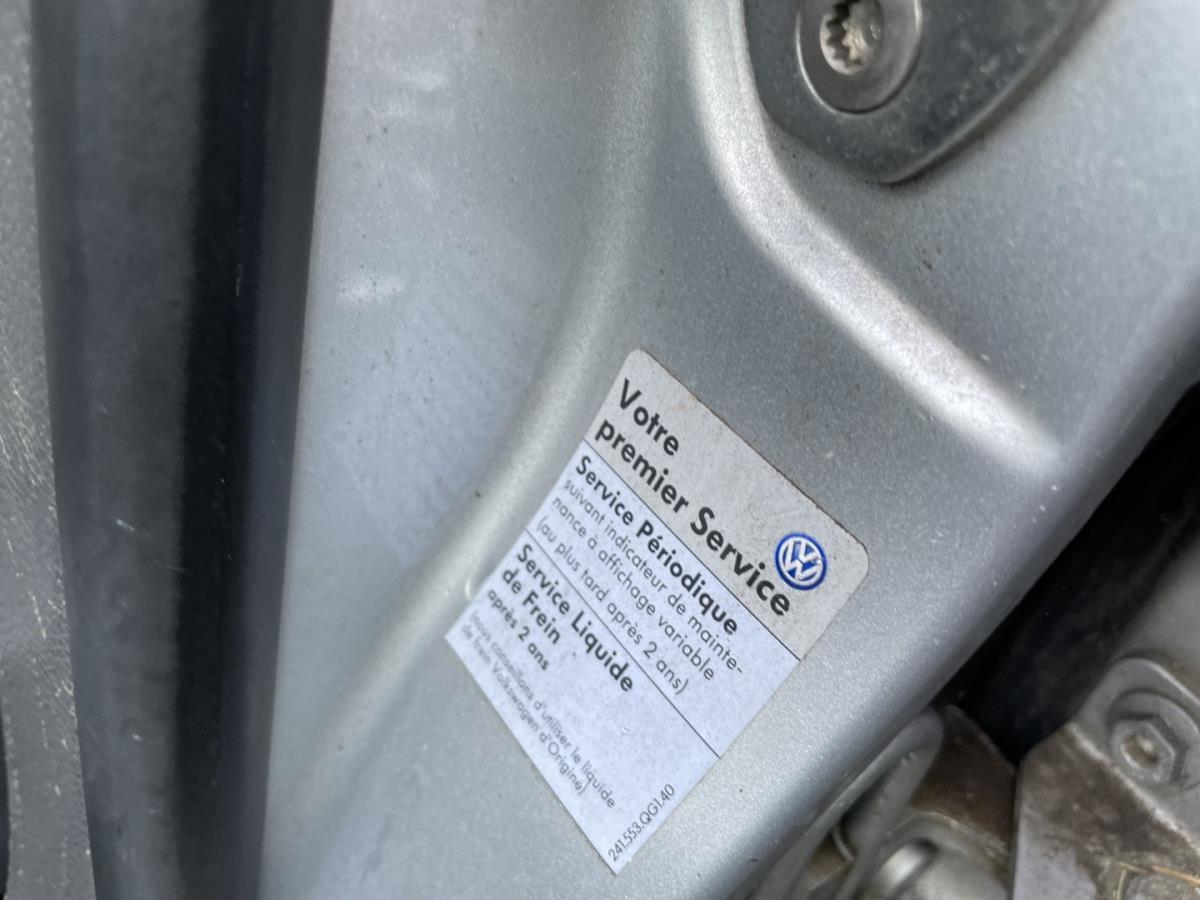 Votre
premier Service
Service Périodique
suivant indicateur de mainte-
nance à affichage variable
(au plus tard après 2 ans)
Service Liquide
de Frein
après 2 ans
(nous conseillons d'utiliser le liquide
de frein Volkswagen d'Origine)
241.553.QG1.40